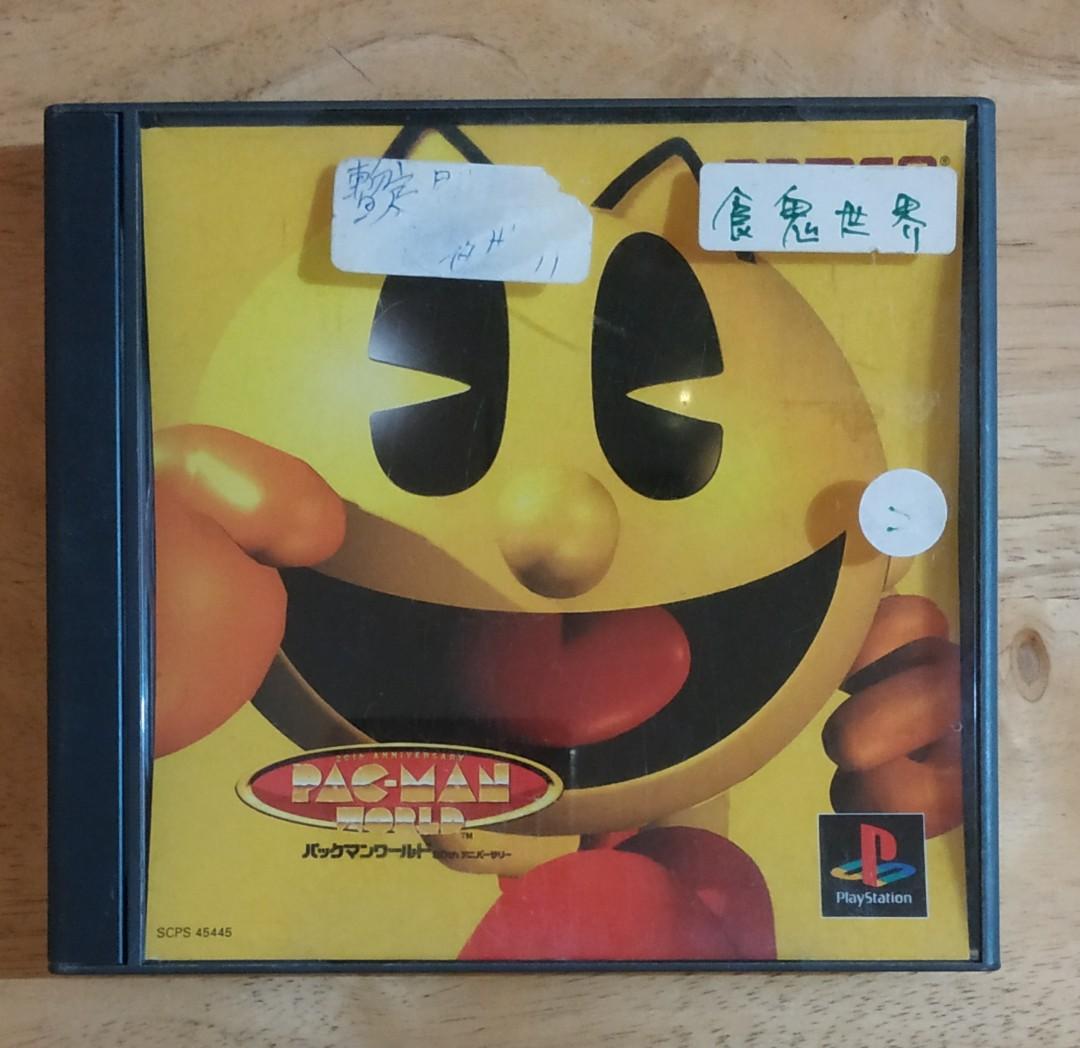 食鬼世界
20th ANNIVERSARY
PAC-MAN
WORLD
TM
パックマンワールド 20th アニバーサリー
SCPS 45445
PlayStation